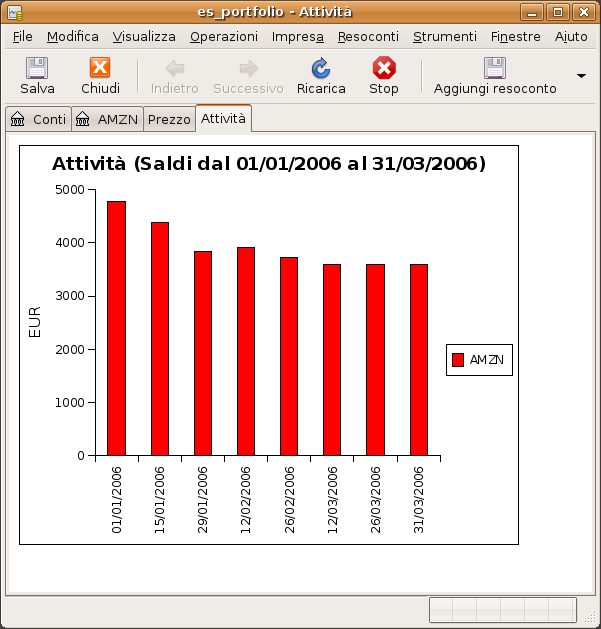 es_portfolio - Attività
File Modifica Visualizza Operazioni Impresa Resoconti Strumenti Finestre Aiuto
Salva Chiudi Indietro Successivo Ricarica Stop Aggiungi resoconto
Conti AMZN Prezzo Attività
Attività (Saldi dal 01/01/2006 al 31/03/2006)
5000
4000
3000
2000
1000
0
EUR
AMZN
01/01/2006 15/01/2006 29/01/2006 12/02/2006 26/02/2006 12/03/2006 26/03/2006 31/03/2006